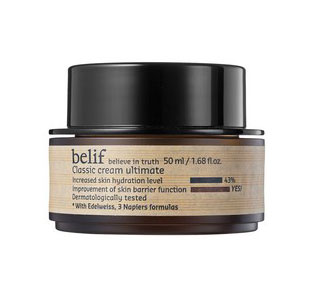 belif believe in truth 50 ml / 1.68 fl.oz.
Classic cream ultimate
Increased skin hydration level 43%
Improvement of skin barrier function YES!
Dermatologically tested
* With Edelweiss, 3 Napiers formulas